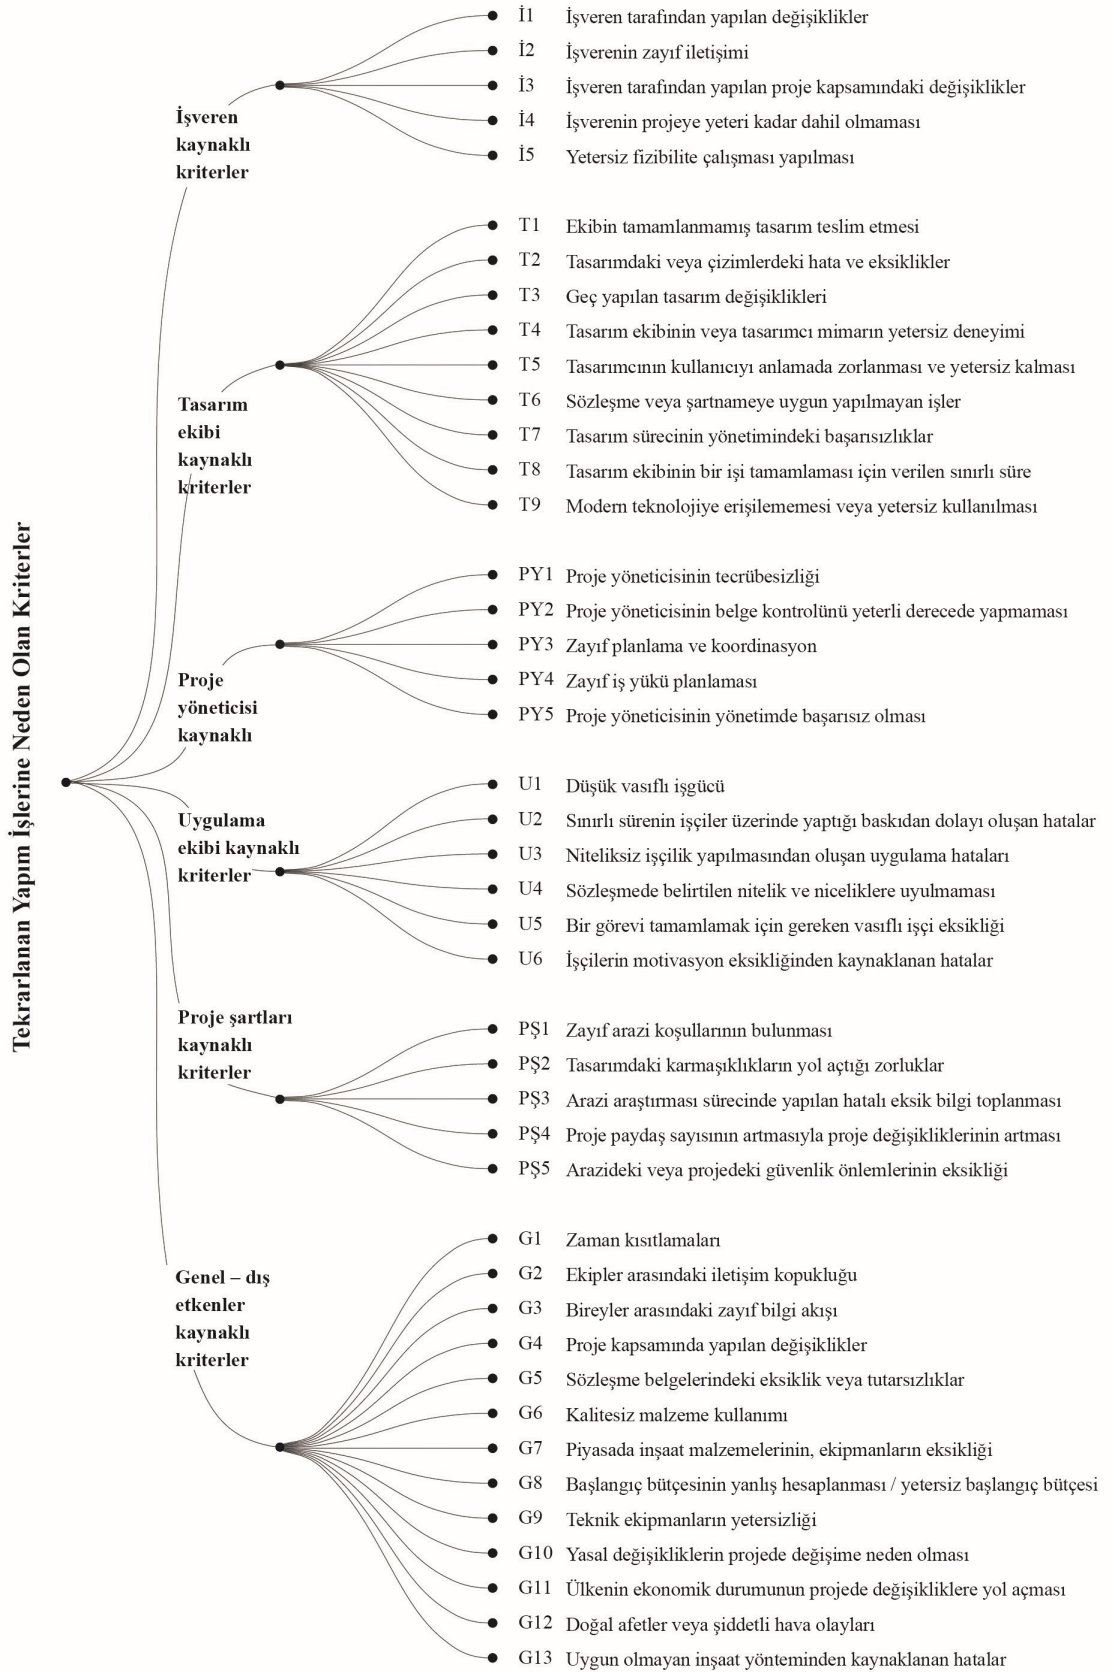 Tekrarlanan Yapım İşlerine Neden Olan Kriterler
İşveren
kaynaklı
kriterler
İ1 İşveren tarafından yapılan değişiklikler
İ2 İşverenin zayıf iletişimi
İ3 İşveren tarafından yapılan proje kapsamındaki değişiklikler
İ4 İşverenin projeye yeteri kadar dahil olmaması
İ5 Yetersiz fizibilite çalışması yapılması
Tasarım
ekibi
kaynaklı
kriterler
T1 Ekibin tamamlanmamış tasarım teslim etmesi
T2 Tasarımdaki veya çizimlerdeki hata ve eksiklikler
T3 Geç yapılan tasarım değişiklikleri
T4 Tasarım ekibinin veya tasarımcı mimarın yetersiz deneyimi
T5 Tasarımcının kullanıcıyı anlamada zorlanması ve yetersiz kalması
T6 Sözleşme veya şartnameye uygun yapılmayan işler
T7 Tasarım sürecinin yönetimindeki başarısızlıklar
T8 Tasarım ekibinin bir işi tamamlaması için verilen sınırlı süre
T9 Modern teknolojiye erişilememesi veya yetersiz kullanılması
Proje
yöneticisi
kaynaklı
PY1 Proje yöneticisinin tecrübesizliği
PY2 Proje yöneticisinin belge kontrolünü yeterli derecede yapmaması
PY3 Zayıf planlama ve koordinasyon
PY4 Zayıf iş yükü planlaması
PY5 Proje yöneticisinin yönetimde başarısız olması
Uygulama
ekibi kaynaklı
kriterler
U1 Düşük vasıflı işgücü
U2 Sınırlı sürenin işçiler üzerinde yaptığı baskıdan dolayı oluşan hatalar
U3 Niteliksiz işçilik yapılmasından oluşan uygulama hataları
U4 Sözleşmede belirtilen nitelik ve niceliklere uyulmaması
U5 Bir görevi tamamlamak için gereken vasıflı işçi eksikliği
U6 İşçilerin motivasyon eksikliğinden kaynaklanan hatalar
Proje şartları
kaynaklı
kriterler
PŞ1 Zayıf arazi koşullarının bulunması
PŞ2 Tasarımdaki karmaşıklıkların yol açtığı zorluklar
PŞ3 Arazi araştırması sürecinde yapılan hatalı eksik bilgi toplanması
PŞ4 Proje paydaş sayısının artmasıyla proje değişikliklerinin artması
PŞ5 Arazideki veya projedeki güvenlik önlemlerinin eksikliği
Genel – dış
etkenler
kaynaklı
kriterler
G1 Zaman kısıtlamaları
G2 Ekipler arasındaki iletişim kopukluğu
G3 Bireyler arasındaki zayıf bilgi akışı
G4 Proje kapsamında yapılan değişiklikler
G5 Sözleşme belgelerindeki eksiklik veya tutarsızlıklar
G6 Kalitesiz malzeme kullanımı
G7 Piyasada inşaat malzemelerinin, ekipmanların eksikliği
G8 Başlangıç bütçesinin yanlış hesaplanması / yetersiz başlangıç bütçesi
G9 Teknik ekipmanların yetersizliği
G10 Yasal değişikliklerin projede değişime neden olması
G11 Ülkenin ekonomik durumunun projede değişikliklere yol açması
G12 Doğal afetler veya şiddetli hava olayları
G13 Uygun olmayan inşaat yönteminden kaynaklanan hatalar